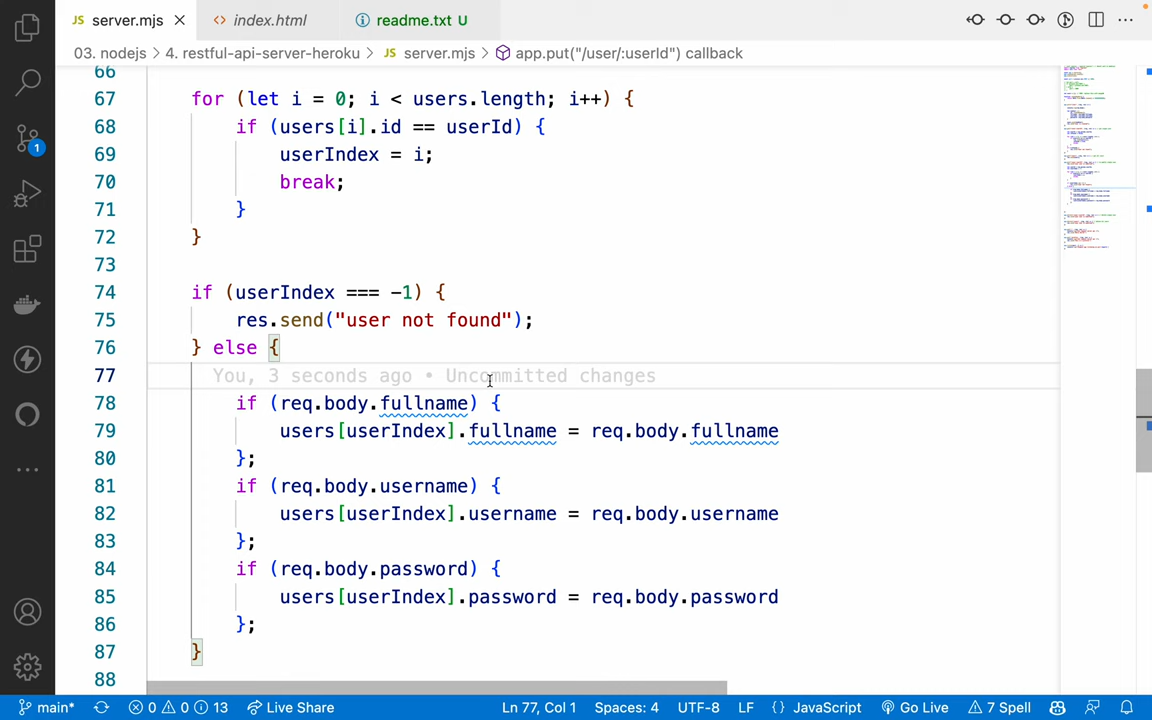 JS server.mjs
<> index.html
readme.txt U
03. nodejs > 4. restful-api-server-heroku > JS server.mjs > app.put("/user/:userId") callback
66
67 for (let i = 0; i < users.length; i++) {
68 if (users[i].id == userId) {
69 userIndex = i;
70 break;
71 }
72 }
73
74 if (userIndex === -1) {
75 res.send("user not found");
76 } else {
77 You, 3 seconds ago • Uncommitted changes
78 if (req.body.fullname) {
79 users[userIndex].fullname = req.body.fullname
80 };
81 if (req.body.username) {
82 users[userIndex].username = req.body.username
83 };
84 if (req.body.password) {
85 users[userIndex].password = req.body.password
86 };
87 }
88
1
main* 0 0 13 Live Share Ln 77, Col 1 Spaces: 4 UTF-8 LF {} JavaScript Go Live 7 Spell